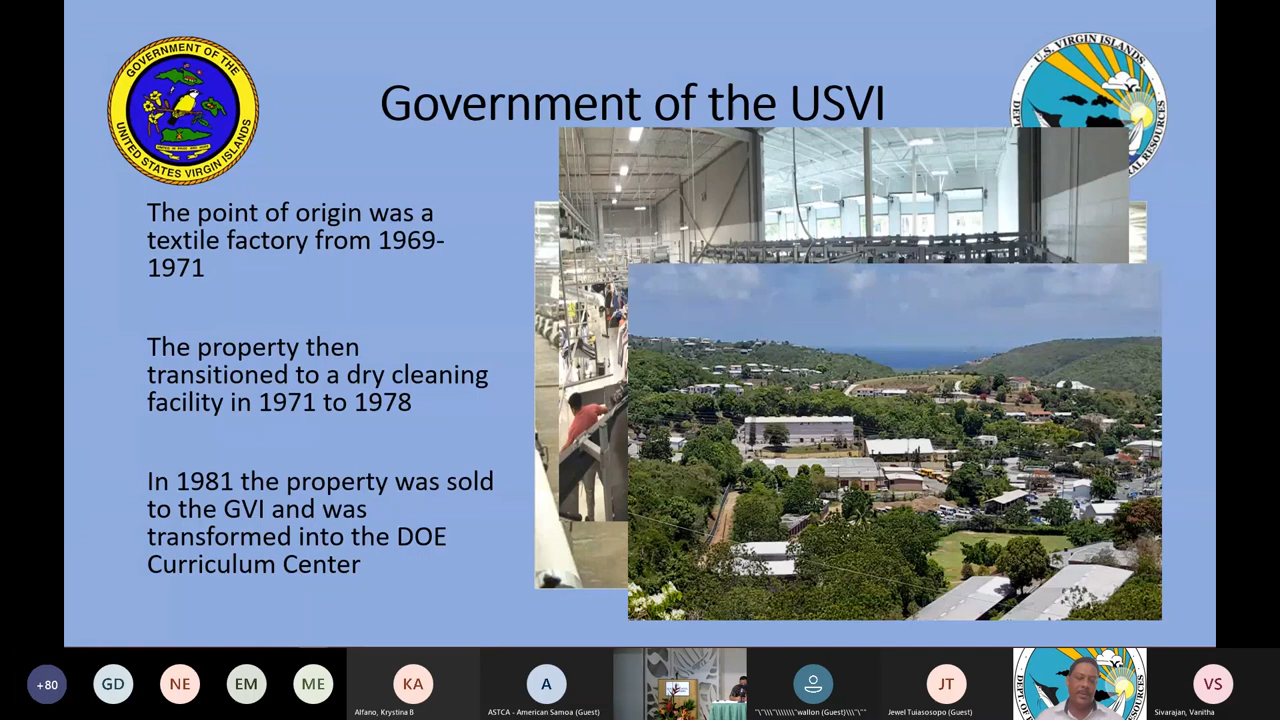 GOVERNMENT OF THE
UNITED STATES VIRGIN ISLANDS
U.S. VIRGIN ISLANDS
Government of the USVI
The point of origin was a
textile factory from 1969-
1971
The property then
transitioned to a dry cleaning
facility in 1971 to 1978
In 1981 the property was sold
to the GVI and was
transformed into the DOE
Curriculum Center
+80
GD
NE
EM
ME
KA
Alfano, Krystina B
A
ASTCA - American Samoa (Guest)
JT
Jewel Tuiasosopo (Guest)
VS
Sivarajan, Vanitha